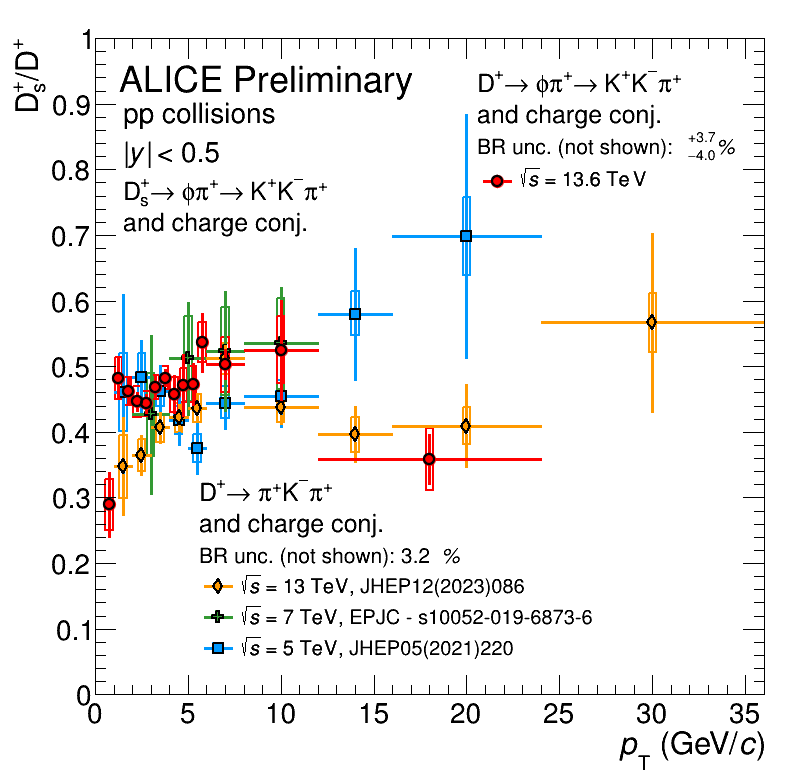 D_s^+/D^+
1
0.9
0.8
0.7
0.6
0.5
0.4
0.3
0.2
0.1
0
ALICE Preliminary
pp collisions
|y| < 0.5
D_s^+ → φπ^+ → K^+K^−π^+
and charge conj.
D^+ → φπ^+ → K^+K^−π^+
and charge conj.
BR unc. (not shown): +3.7 −4.0 %
√s = 13.6 TeV
D^+ → π^+K^−π^+
and charge conj.
BR unc. (not shown): 3.2 %
√s = 13 TeV, JHEP12(2023)086
√s = 7 TeV, EPJC - s10052-019-6873-6
√s = 5 TeV, JHEP05(2021)220
0 5 10 15 20 25 30 35
p_T (GeV/c)